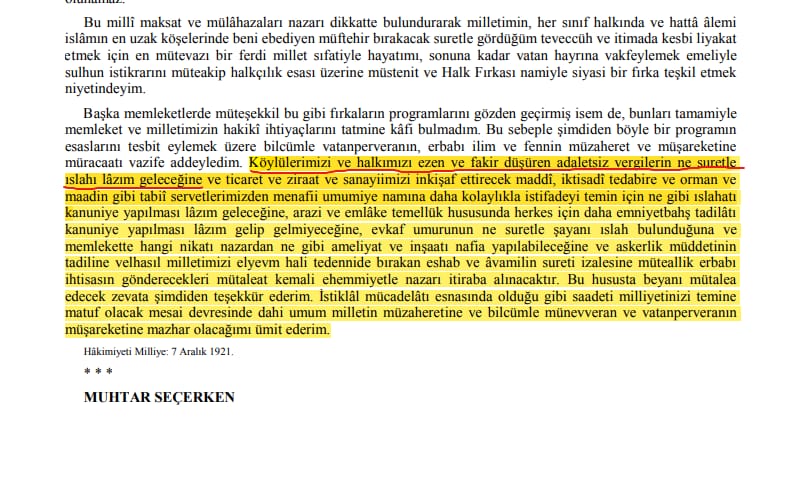 Bu millî maksat ve mülâhazaları nazarı dikkatte bulundurarak milletimin, her sınıf halkında ve hattâ âlemi
islâmın en uzak köşelerinde beni ebediyen müftehir bırakacak suretle gördüğüm teveccüh ve itimada kesbi liyakat
etmek için en mütevazı bir ferdi millet sıfatiyle hayatımı, sonuna kadar vatan hayrına vakfeylemek emeliyle
sulhun istikrarını müteakip halkçılık esası üzerine müstenit ve Halk Fırkası namiyle siyasi bir fırka teşkil etmek
niyetindeyim.
Başka memleketlerde müteşekkil bu gibi fırkaların programlarını gözden geçirmiş isem de, bunları tamamiyle
memleket ve milletimizin hakikî ihtiyaçlarını tatmine kâfi bulmadım. Bu sebeple şimdiden böyle bir programın
esaslarını tesbit eylemek üzere bilcümle vatanperveranın, erbabı ilim ve fennin müzaheret ve müşareketine
müracaatı vazife addeyledim. Köylülerimizi ve halkımızı ezen ve fakir düşüren adaletsiz vergilerin ne suretle
ıslahı lâzım geleceğine ve ticaret ve ziraat ve sanayiimizi inkişaf ettirecek maddî, iktisadî tedabire ve orman ve
maadin gibi tabiî servetlerimizden menafii umumiye namına daha kolaylıkla istifadeyi temin için ne gibi ıslahatı
kanuniye yapılması lâzım geleceğine, arazi ve emlâke temellük hususunda herkes için daha emniyetbahş tadilâtı
kanuniye yapılması lâzım gelip gelmiyeceğine, evkaf umurunun ne suretle şayanı ıslah bulunduğuna ve
memlekette hangi nikatı nazardan ne gibi ameliyat ve inşaatı nafia yapılabileceğine ve askerlik müddetinin
tadiline velhasıl milletimizi elyevm hali tedennide bırakan eshab ve âvamilin sureti izalesine müteallik erbabı
ihtisasın gönderecekleri mütaleat kemali ehemmiyetle nazarı itiraba alınacaktır. Bu hususta beyanı mütalea
edecek zevata şimdiden teşekkür ederim. İstiklâl mücadelâtı esnasında olduğu gibi saadeti milliyetinizi temine
matuf olacak mesai devresinde dahi umum milletin müzaheretine ve bilcümle münevveran ve vatanperveranın
müşareketine mazhar olacağımı ümit ederim.
Hâkimiyeti Milliye: 7 Aralık 1921.
* * *
MUHTAR SEÇERKEN